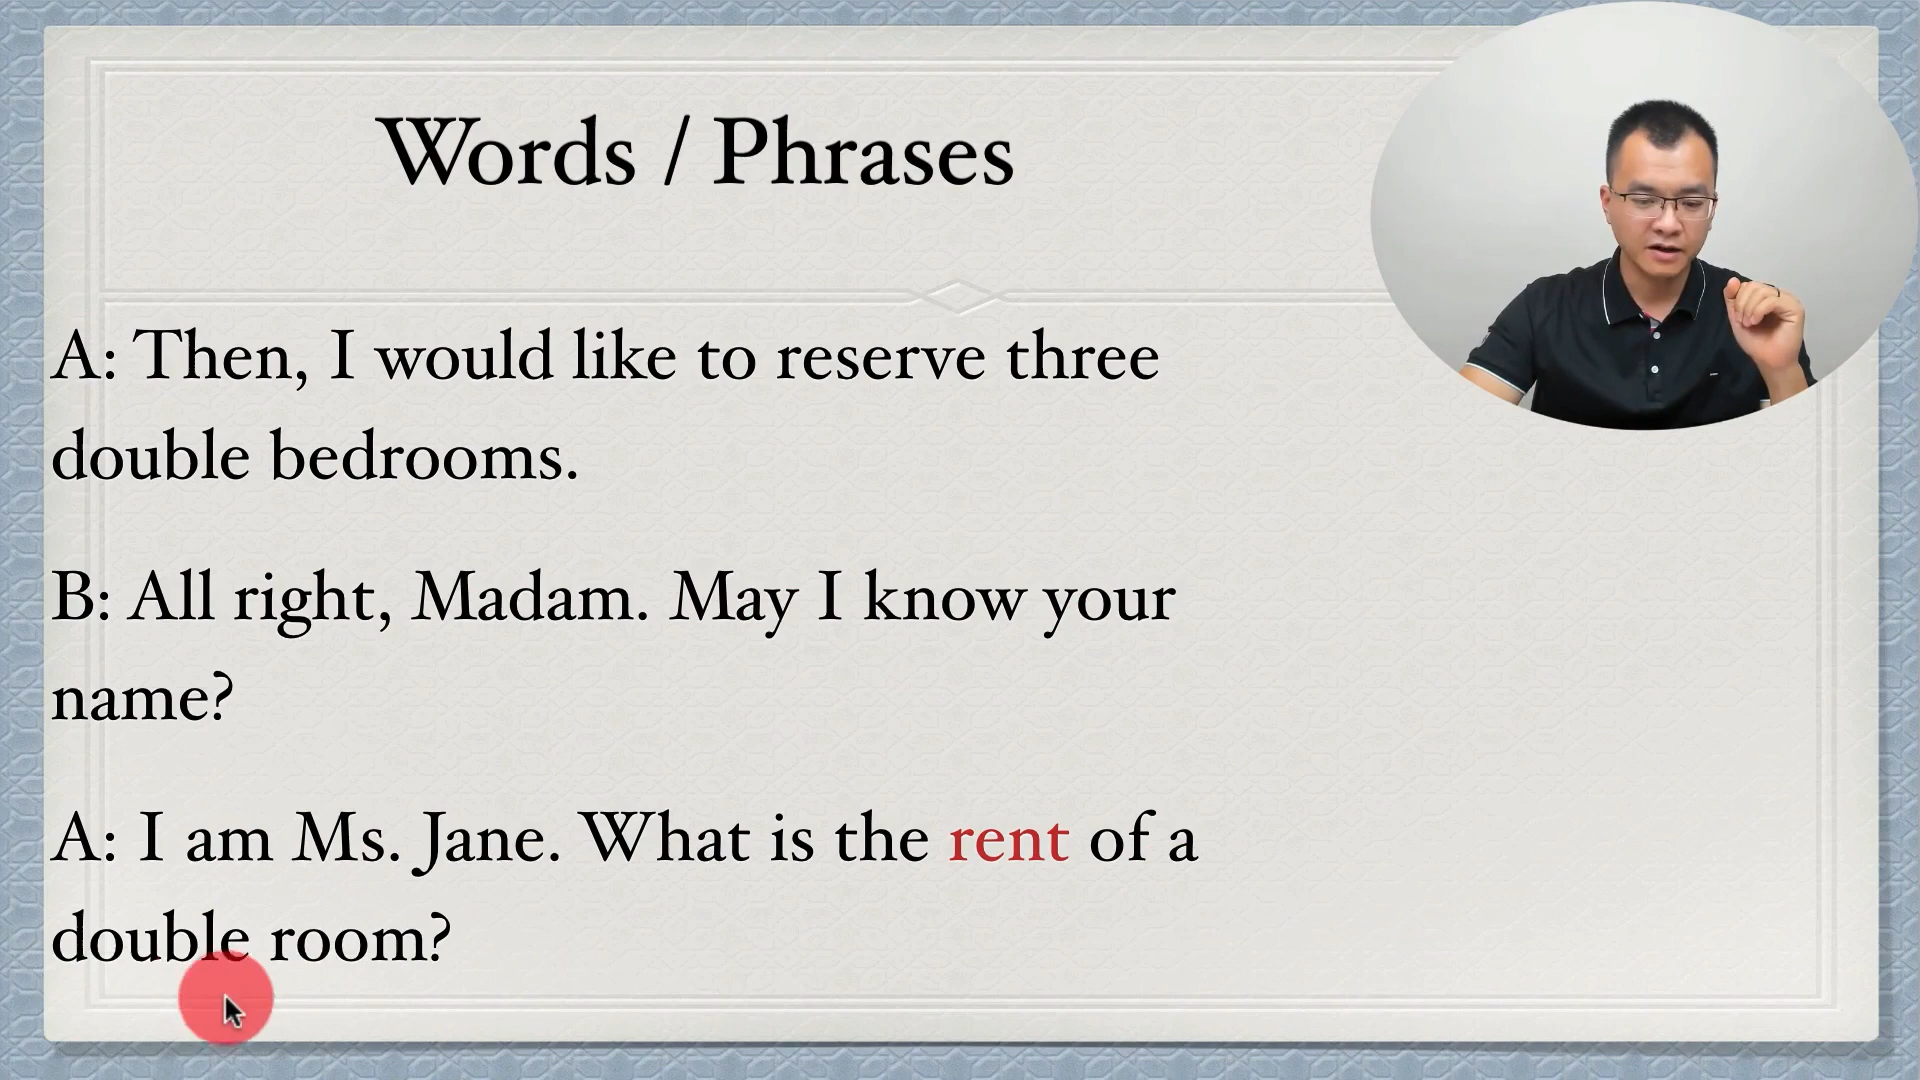 Words / Phrases
A: Then, I would like to reserve three
double bedrooms.
B: All right, Madam. May I know your
name?
A: I am Ms. Jane. What is the rent of a
double room?